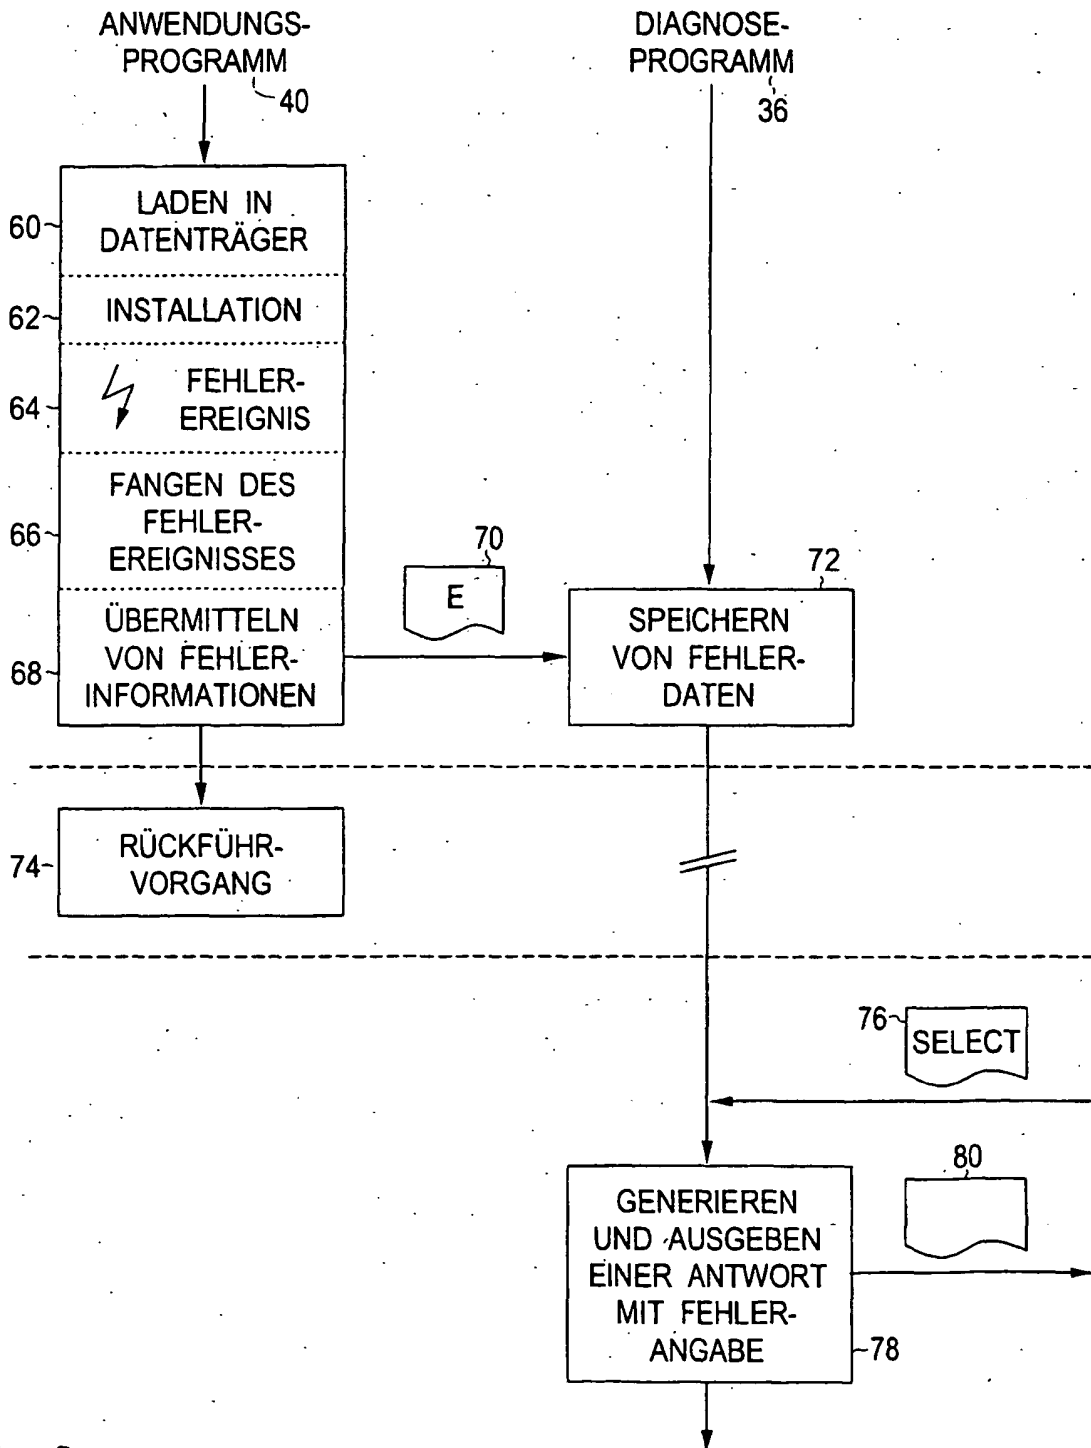 ANWENDUNGS-
PROGRAMM
40
DIAGNOSE-
PROGRAMM
36
60
LADEN IN
DATENTRÄGER
62
INSTALLATION
64
FEHLER-
EREIGNIS
66
FANGEN DES
FEHLER-
EREIGNISSES
68
ÜBERMITTELN
VON FEHLER-
INFORMATIONEN
70
E
72
SPEICHERN
VON FEHLER-
DATEN
74
RÜCKFÜHR-
VORGANG
76
SELECT
80
GENERIEREN
UND AUSGEBEN
EINER ANTWORT
MIT FEHLER-
ANGABE
78